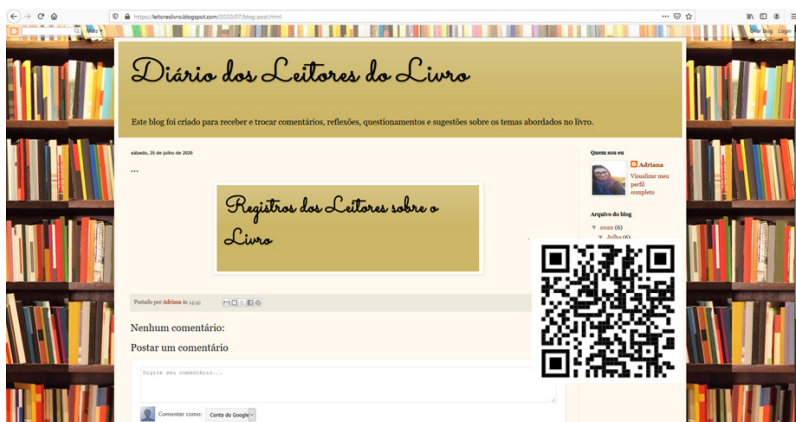 https://leitoreslivro.blogspot.com/2020/07/blog-post.html
Mais
Criar blog Login
Diário dos Leitores do Livro
Este blog foi criado para receber e trocar comentários, reflexões, questionamentos e sugestões sobre os temas abordados no livro.
sábado, 25 de julho de 2020
...
Registros dos Leitores sobre o
Livro
Postado por Adriana às 14:41
Nenhum comentário:
Postar um comentário
Digite seu comentário...
Comentar como: Conta do Google
Quem sou eu
Adriana
Visualizar meu
perfil
completo
Arquivo do blog
▼ 2020 (6)
▼ Julho (6)